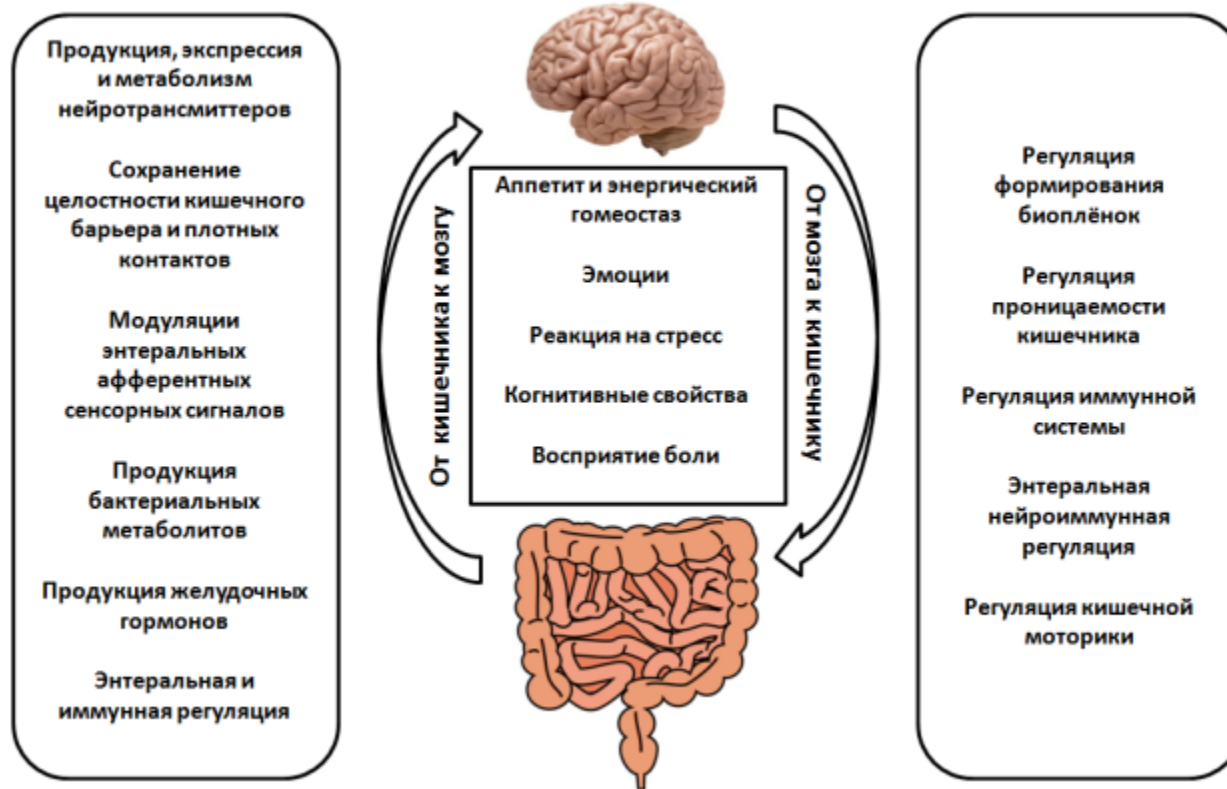 Продукция, экспрессия
и метаболизм
нейротрансмиттеров
Сохранение
целостности кишечного
барьера и плотных
контактов
Модуляции
энтеральных
афферентных
сенсорных сигналов
Продукция
бактериальных
метаболитов
Продукция желудочных
гормонов
Энтеральная и
иммунная регуляция
От кишечника к мозгу
Аппетит и энергический
гомеостаз
Эмоции
Реакция на стресс
Когнитивные свойства
Восприятие боли
От мозга к кишечнику
Регуляция
формирования
биоплёнок
Регуляция
проницаемости
кишечника
Регуляция иммунной
системы
Энтеральная
нейроиммунная
регуляция
Регуляция кишечной
моторики